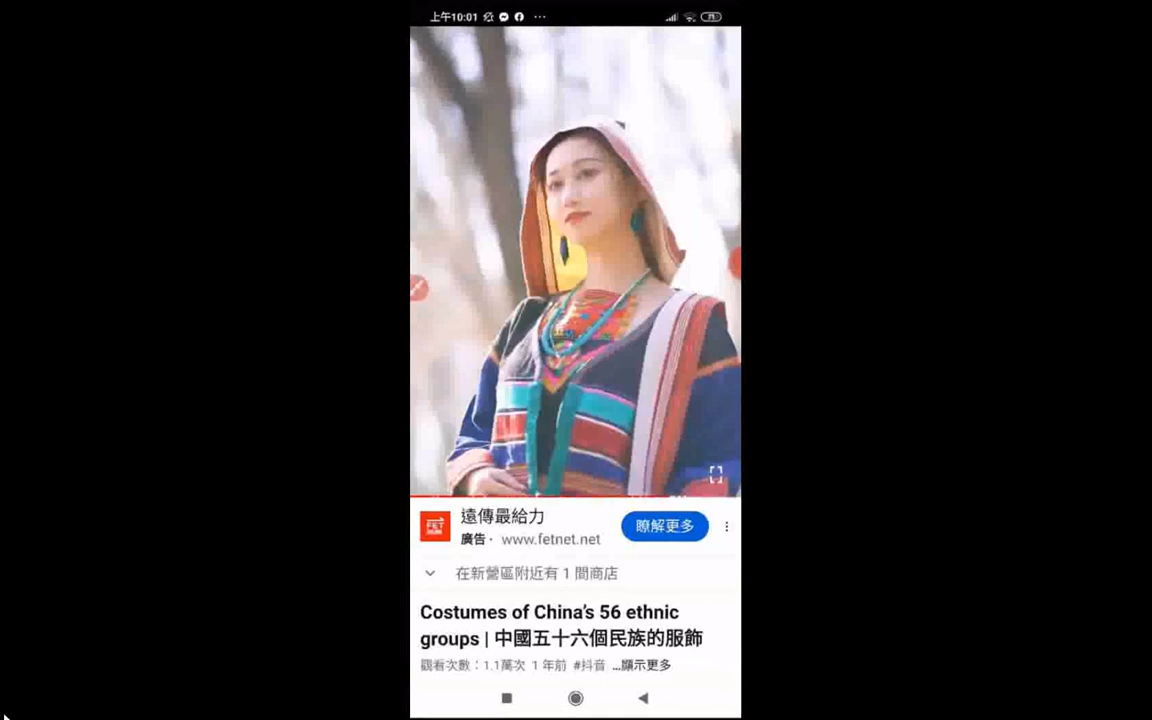 上午10:01
遠傳最給力
瞭解更多
FET
廣告 · www.fetnet.net
在新營區附近有 1 間商店
Costumes of China's 56 ethnic
groups | 中國五十六個民族的服飾
觀看次數：1.1萬次 1 年前 #抖音 ...顯示更多